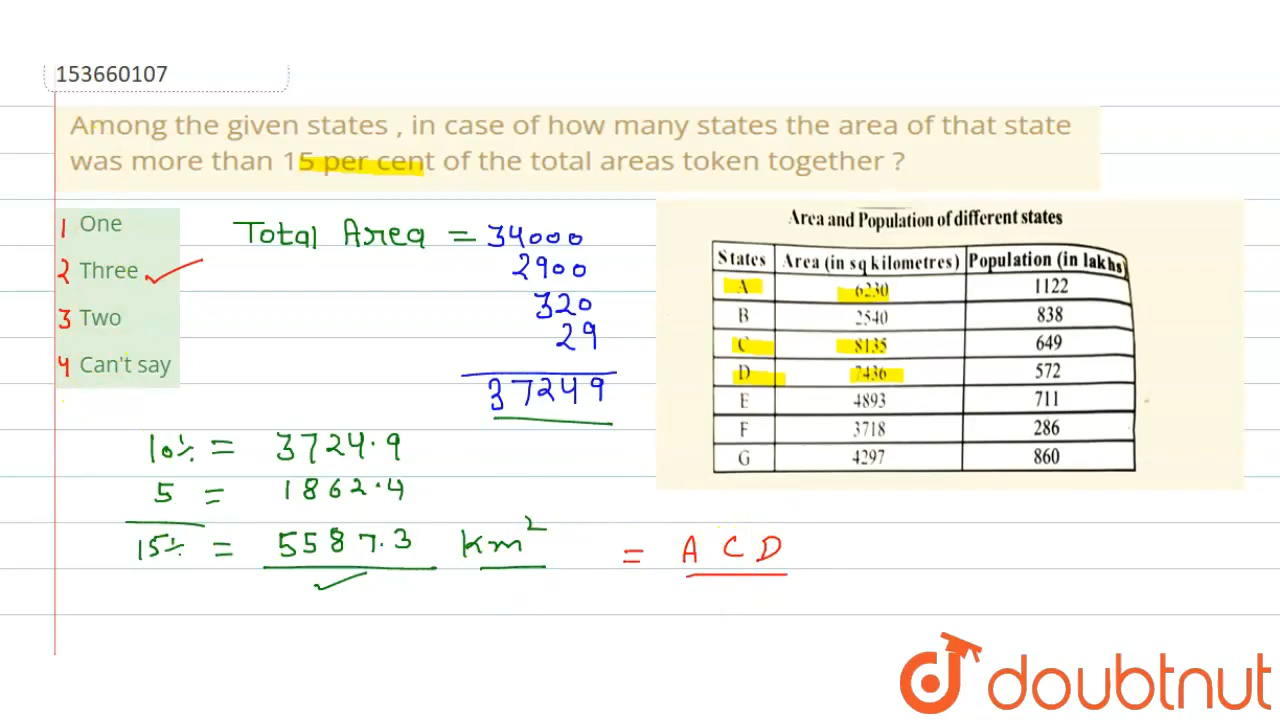 153660107
Among the given states , in case of how many states the area of that state
was more than 15 per cent of the total areas token together ?
1 One
2 Three
3 Two
4 Can't say
Total Area = 34000
2900
320
29
37249
10% = 3724.9
5 = 1862.4
15% = 5587.3 Km²
= A C D
Area and Population of different states
States Area (in sq kilometres) Population (in lakhs)
A 6230 1122
B 2540 838
C 8135 649
D 7436 572
E 4893 711
F 3718 286
G 4297 860
doubtnut